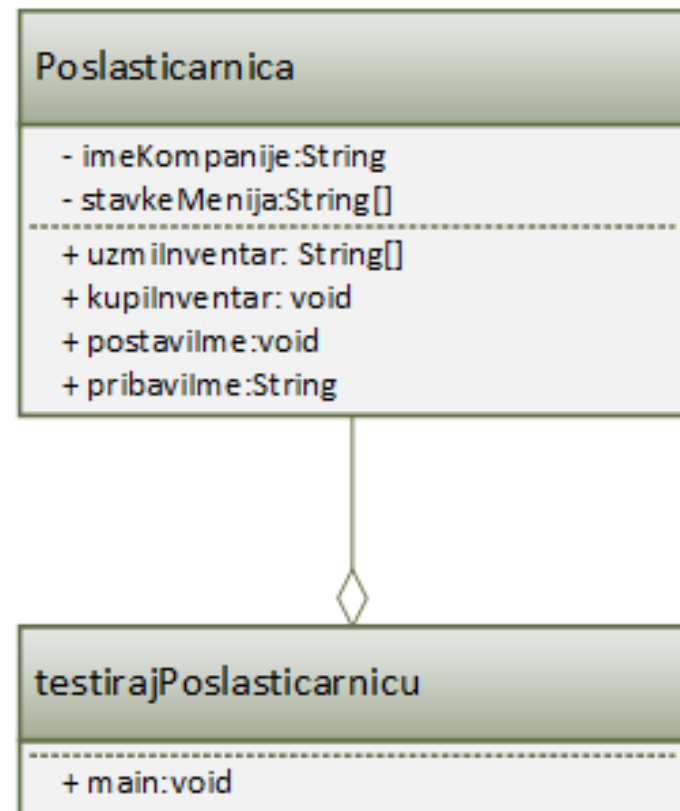 Poslasticarnica
- imeKompanije:String
- stavkeMenija:String[]
+ uzmiInventar: String[]
+ kupiInventar: void
+ postaviIme:void
+ pribaviIme:String
testirajPoslasticarnicu
+ main:void